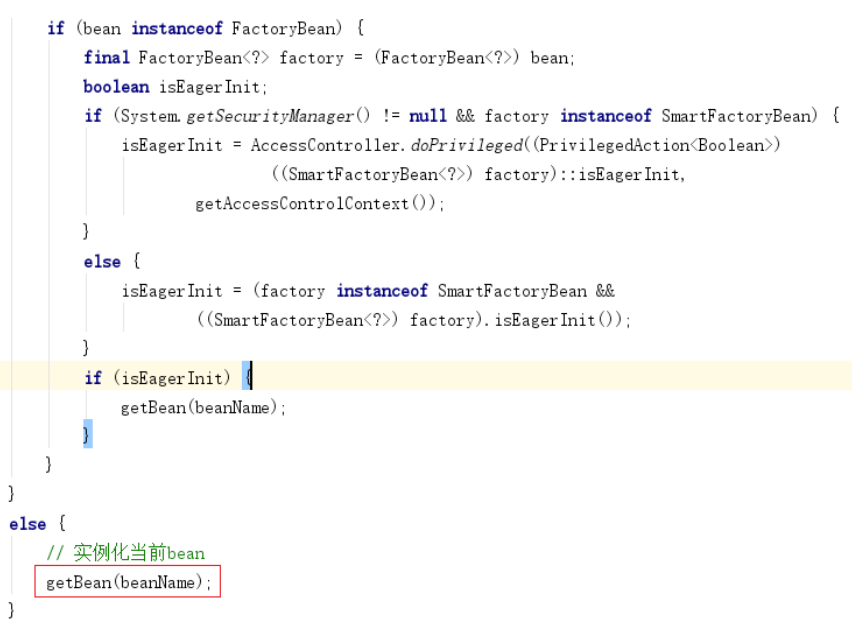 if (bean instanceof FactoryBean) {
final FactoryBean<?> factory = (FactoryBean<?>) bean;
boolean isEagerInit;
if (System.getSecurityManager() != null && factory instanceof SmartFactoryBean) {
isEagerInit = AccessController.doPrivileged((PrivilegedAction<Boolean>)
((SmartFactoryBean<?>) factory)::isEagerInit,
getAccessControlContext());
}
else {
isEagerInit = (factory instanceof SmartFactoryBean &&
((SmartFactoryBean<?>) factory).isEagerInit());
}
if (isEagerInit) {
getBean(beanName);
}
}
}
else {
// 实例化当前bean
getBean(beanName);
}